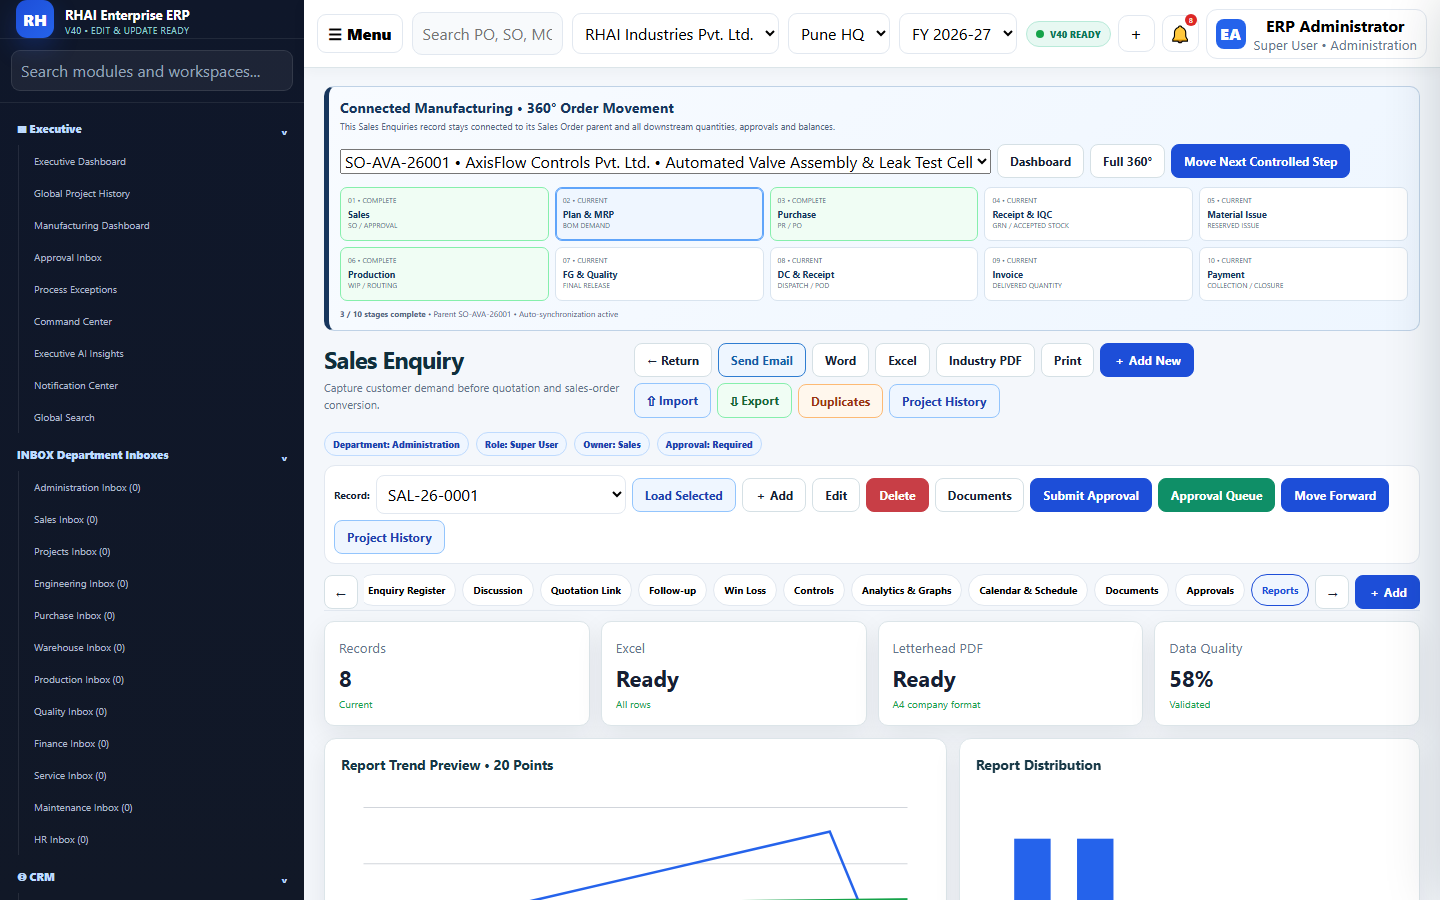 RH
RHAI Enterprise ERP
V40 • EDIT & UPDATE READY
Search modules and workspaces...
Executive
Executive Dashboard
Global Project History
Manufacturing Dashboard
Approval Inbox
Process Exceptions
Command Center
Executive AI Insights
Notification Center
Global Search
INBOX Department Inboxes
Administration Inbox (0)
Sales Inbox (0)
Projects Inbox (0)
Engineering Inbox (0)
Purchase Inbox (0)
Warehouse Inbox (0)
Production Inbox (0)
Quality Inbox (0)
Finance Inbox (0)
Service Inbox (0)
Maintenance Inbox (0)
HR Inbox (0)
CRM
☰ Menu
Search PO, SO, MO
RHAI Industries Pvt. Ltd.
Pune HQ
FY 2026-27
V40 READY
+
8
EA
ERP Administrator
Super User • Administration
Connected Manufacturing • 360° Order Movement
This Sales Enquiries record stays connected to its Sales Order parent and all downstream quantities, approvals and balances.
SO-AVA-26001 • AxisFlow Controls Pvt. Ltd. • Automated Valve Assembly & Leak Test Cell
Dashboard
Full 360°
Move Next Controlled Step
01 • COMPLETE
Sales
SO / APPROVAL
02 • CURRENT
Plan & MRP
BOM DEMAND
03 • COMPLETE
Purchase
PR / PO
04 • CURRENT
Receipt & IQC
GRN / ACCEPTED STOCK
05 • CURRENT
Material Issue
RESERVED ISSUE
06 • COMPLETE
Production
WIP / ROUTING
07 • CURRENT
FG & Quality
FINAL RELEASE
08 • CURRENT
DC & Receipt
DISPATCH / POD
09 • CURRENT
Invoice
DELIVERED QUANTITY
10 • CURRENT
Payment
COLLECTION / CLOSURE
3 / 10 stages complete • Parent SO-AVA-26001 • Auto-synchronization active
Sales Enquiry
Capture customer demand before quotation and sales-order
conversion.
← Return
Send Email
Word
Excel
Industry PDF
Print
+ Add New
⇧ Import
⇩ Export
Duplicates
Project History
Department: Administration
Role: Super User
Owner: Sales
Approval: Required
Record:
SAL-26-0001
Load Selected
+ Add
Edit
Delete
Documents
Submit Approval
Approval Queue
Move Forward
Project History
←
Enquiry Register
Discussion
Quotation Link
Follow-up
Win Loss
Controls
Analytics & Graphs
Calendar & Schedule
Documents
Approvals
Reports
→
+ Add
Records
8
Current
Excel
Ready
All rows
Letterhead PDF
Ready
A4 company format
Data Quality
58%
Validated
Report Trend Preview • 20 Points
Report Distribution